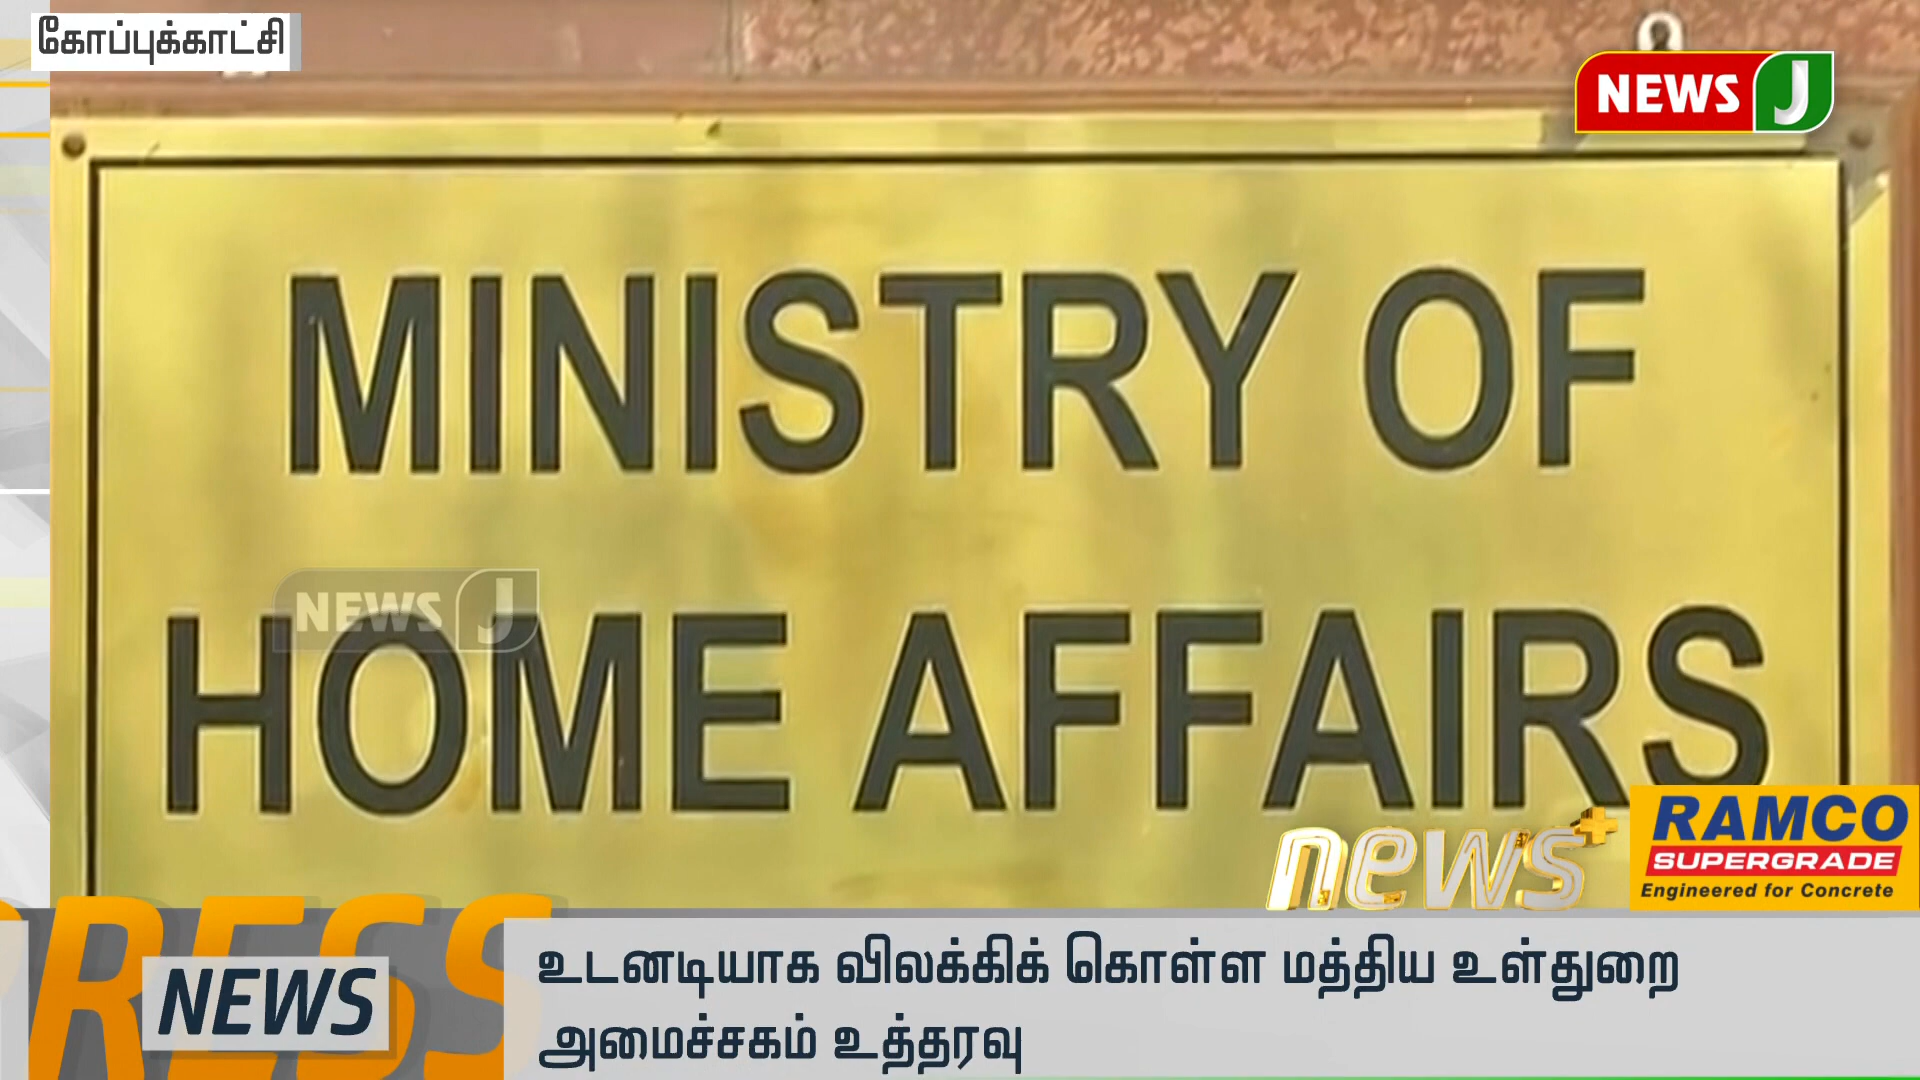 கோப்புக்காட்சி
NEWS J
MINISTRY OF
NEWS J
HOME AFFAIRS
news+
RAMCO
SUPERGRADE
Engineered for Concrete
RESS
NEWS
உடனடியாக விலக்கிக் கொள்ள மத்திய உள்துறை
அமைச்சகம் உத்தரவு